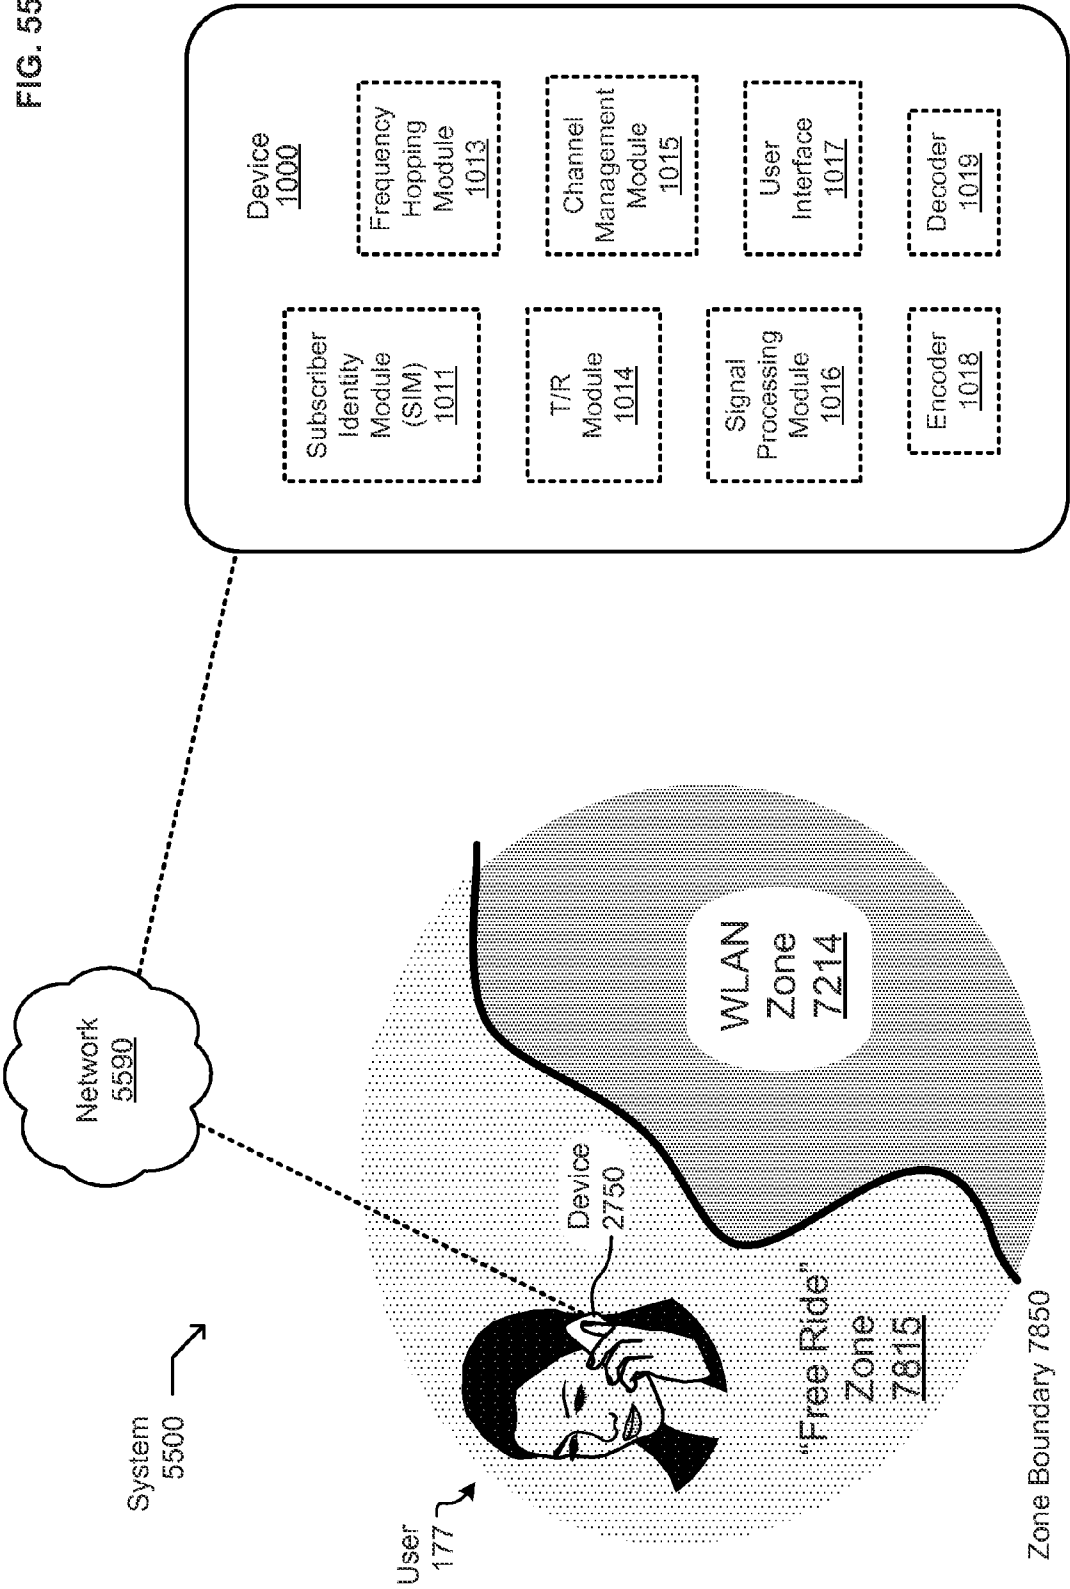 FIG. 55
System
5500
Network
5590
User
177
Device
2750
"Free Ride"
Zone
7815
WLAN
Zone
7214
Zone Boundary 7850
Device
1000
Subscriber
Identity
Module
(SIM)
1011
Frequency
Hopping
Module
1013
T/R
Module
1014
Channel
Management
Module
1015
Signal
Processing
Module
1016
User
Interface
1017
Encoder
1018
Decoder
1019